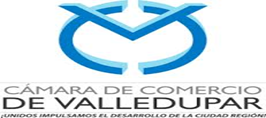 CÁMARA DE COMERCIO
DE VALLEDUPAR
¡UNIDOS IMPULSAMOS EL DESARROLLO DE LA CIUDAD REGIÓN!